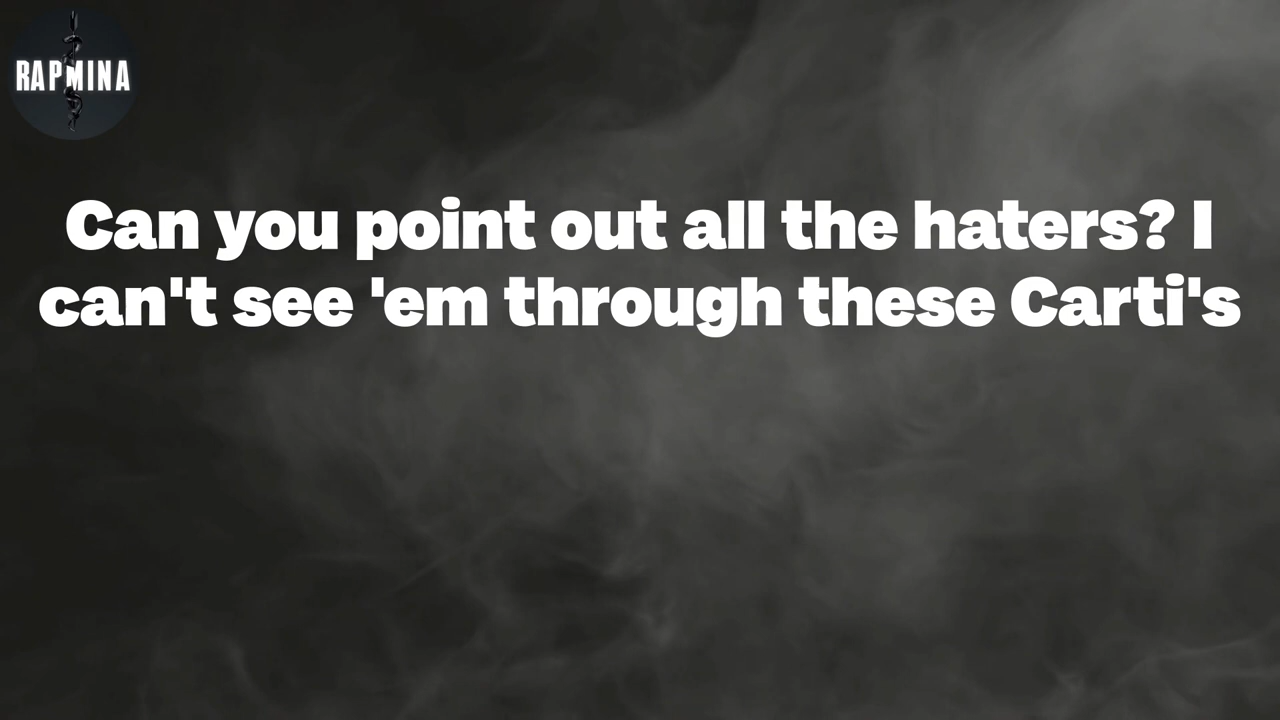 RAPMINA
Can you point out all the haters? I
can't see 'em through these Carti's